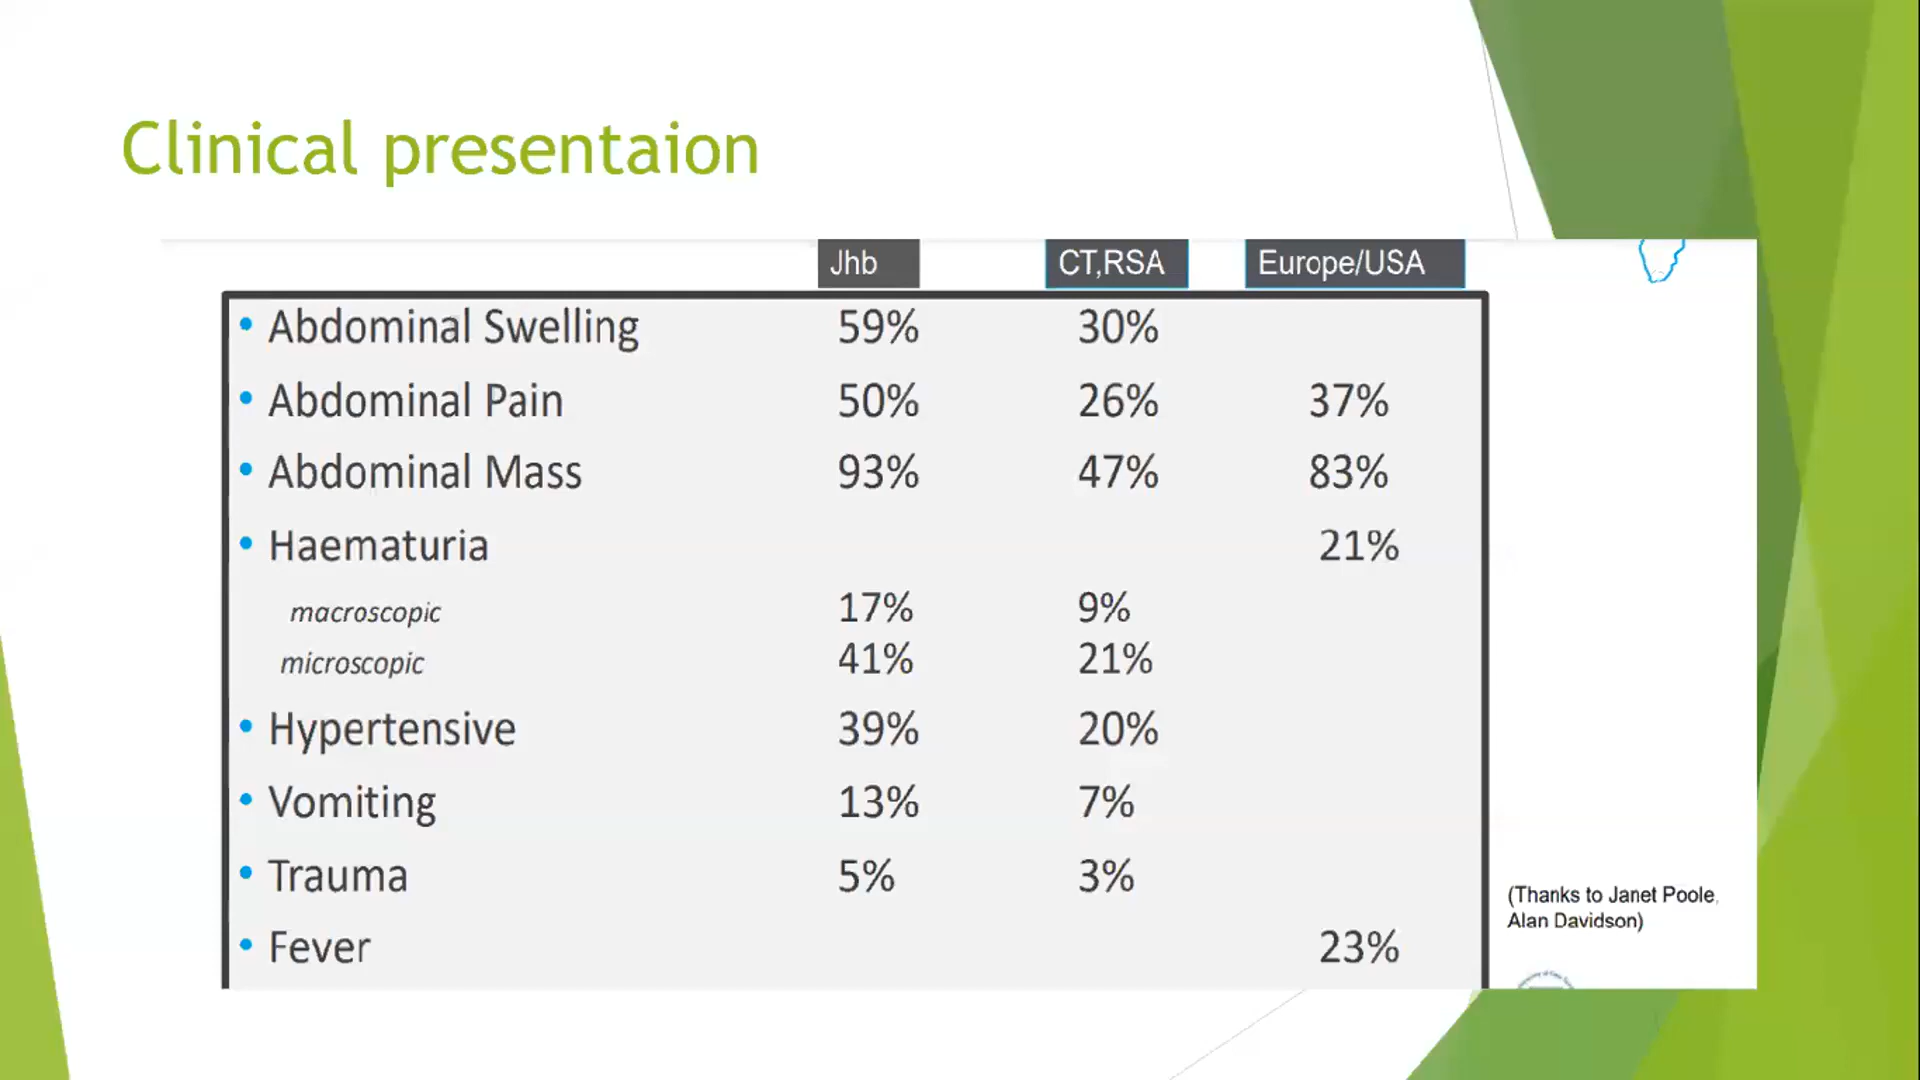 Clinical presentaion
Jhb CT,RSA Europe/USA
• Abdominal Swelling 59% 30%
• Abdominal Pain 50% 26% 37%
• Abdominal Mass 93% 47% 83%
• Haematuria 21%
macroscopic 17% 9%
microscopic 41% 21%
• Hypertensive 39% 20%
• Vomiting 13% 7%
• Trauma 5% 3%
• Fever 23%
(Thanks to Janet Poole,
Alan Davidson)